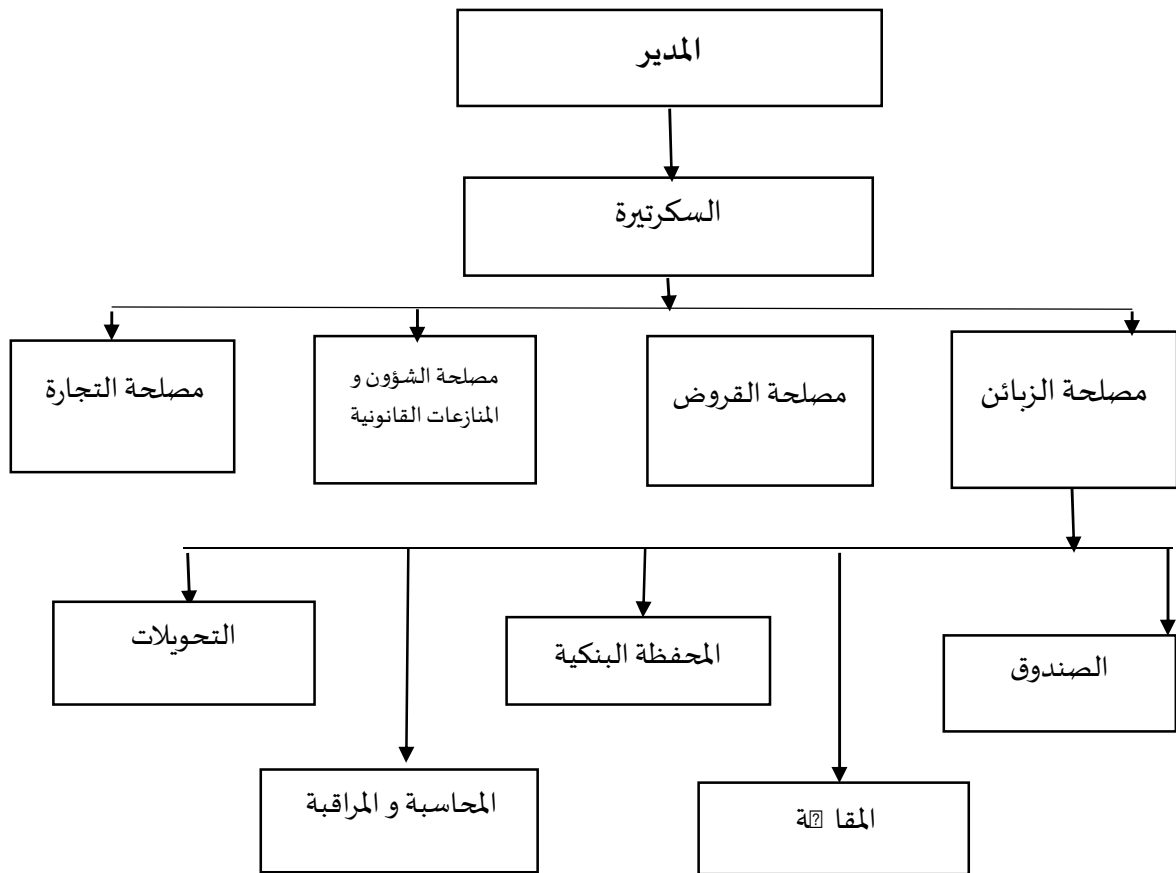 المدير
السكرتيرة
مصلحة الزبائن
مصلحة القروض
مصلحة الشؤون و
المنازعات القانونية
مصلحة التجارة
الصندوق
المحفظة البنكية
التحويلات
المحاسبة و المراقبة